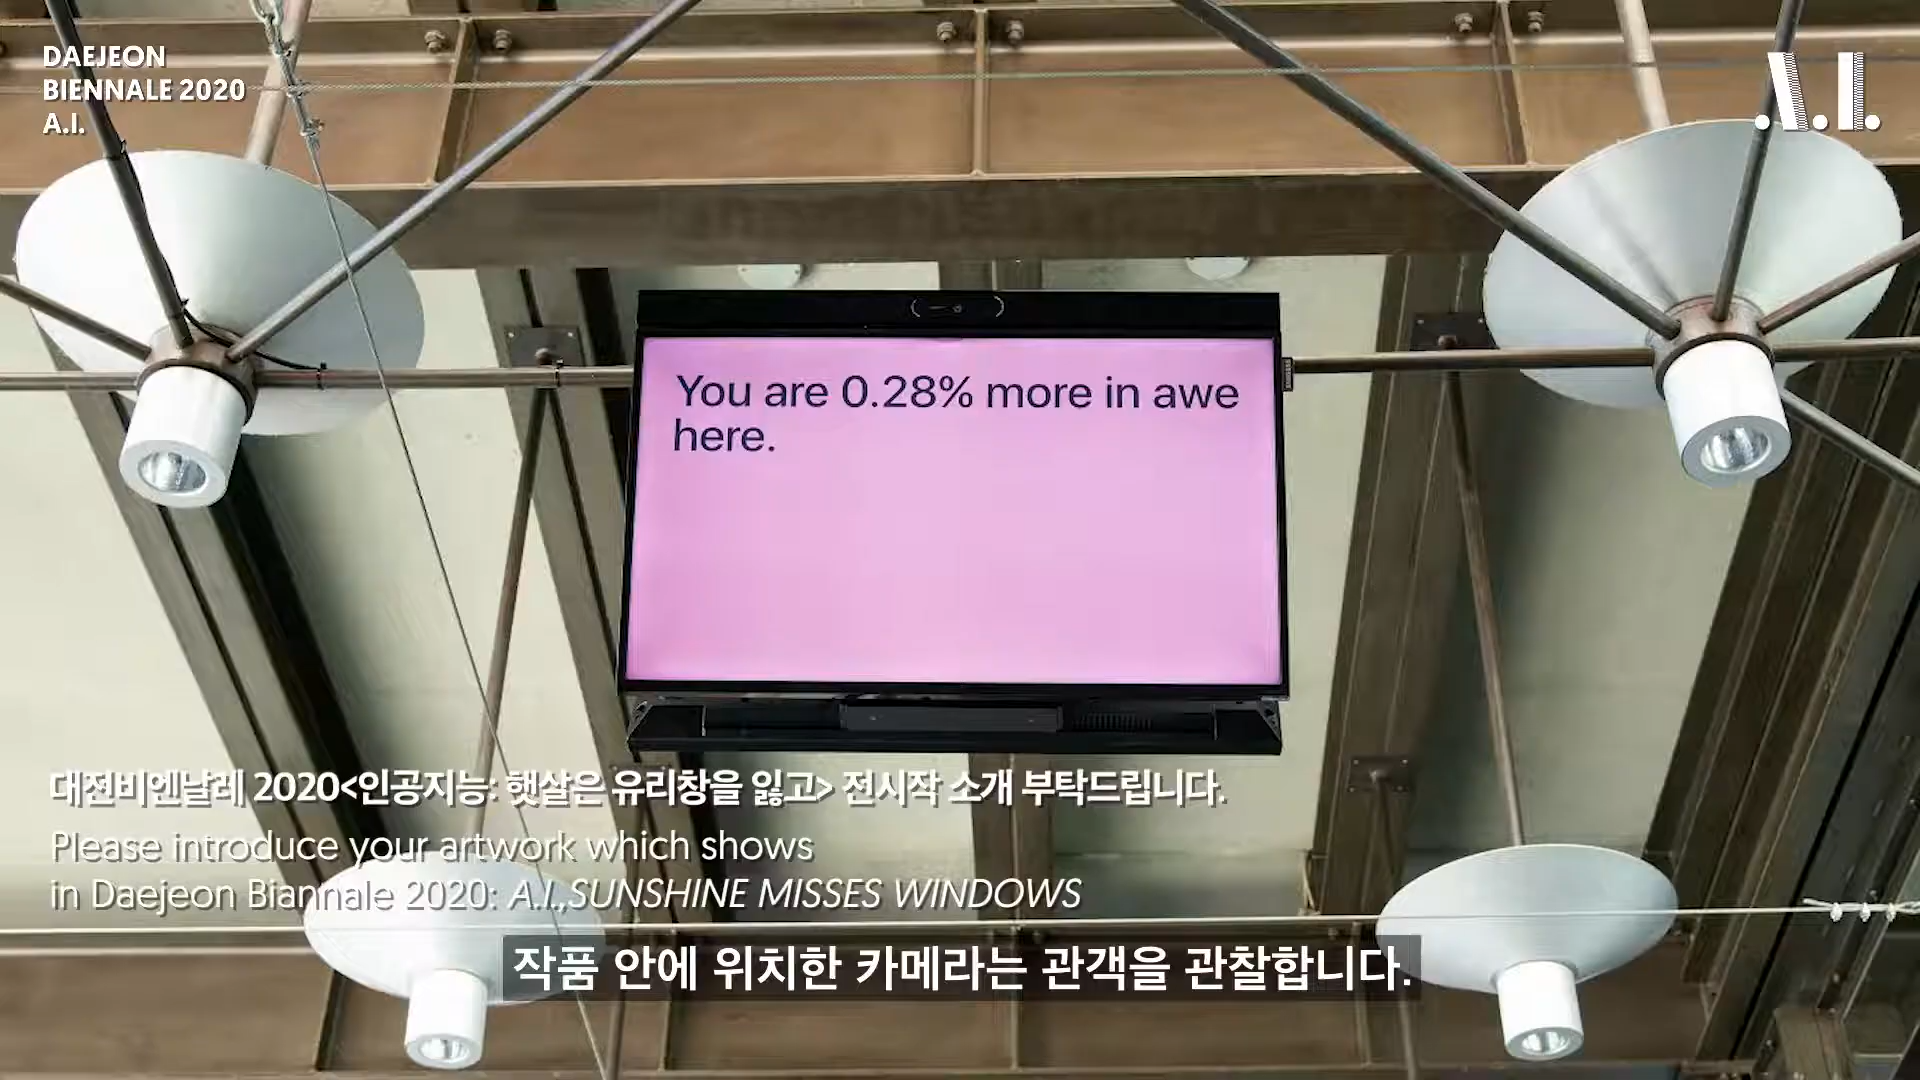 DAEJEON
BIENNALE 2020
A.I.
A.I.
You are 0.28% more in awe
here.
대전비엔날레 2020<인공지능: 햇살은 유리창을 잃고> 전시작 소개 부탁드립니다.
Please introduce your artwork which shows
in Daejeon Biannale 2020: A.I.,SUNSHINE MISSES WINDOWS
작품 안에 위치한 카메라는 관객을 관찰합니다.